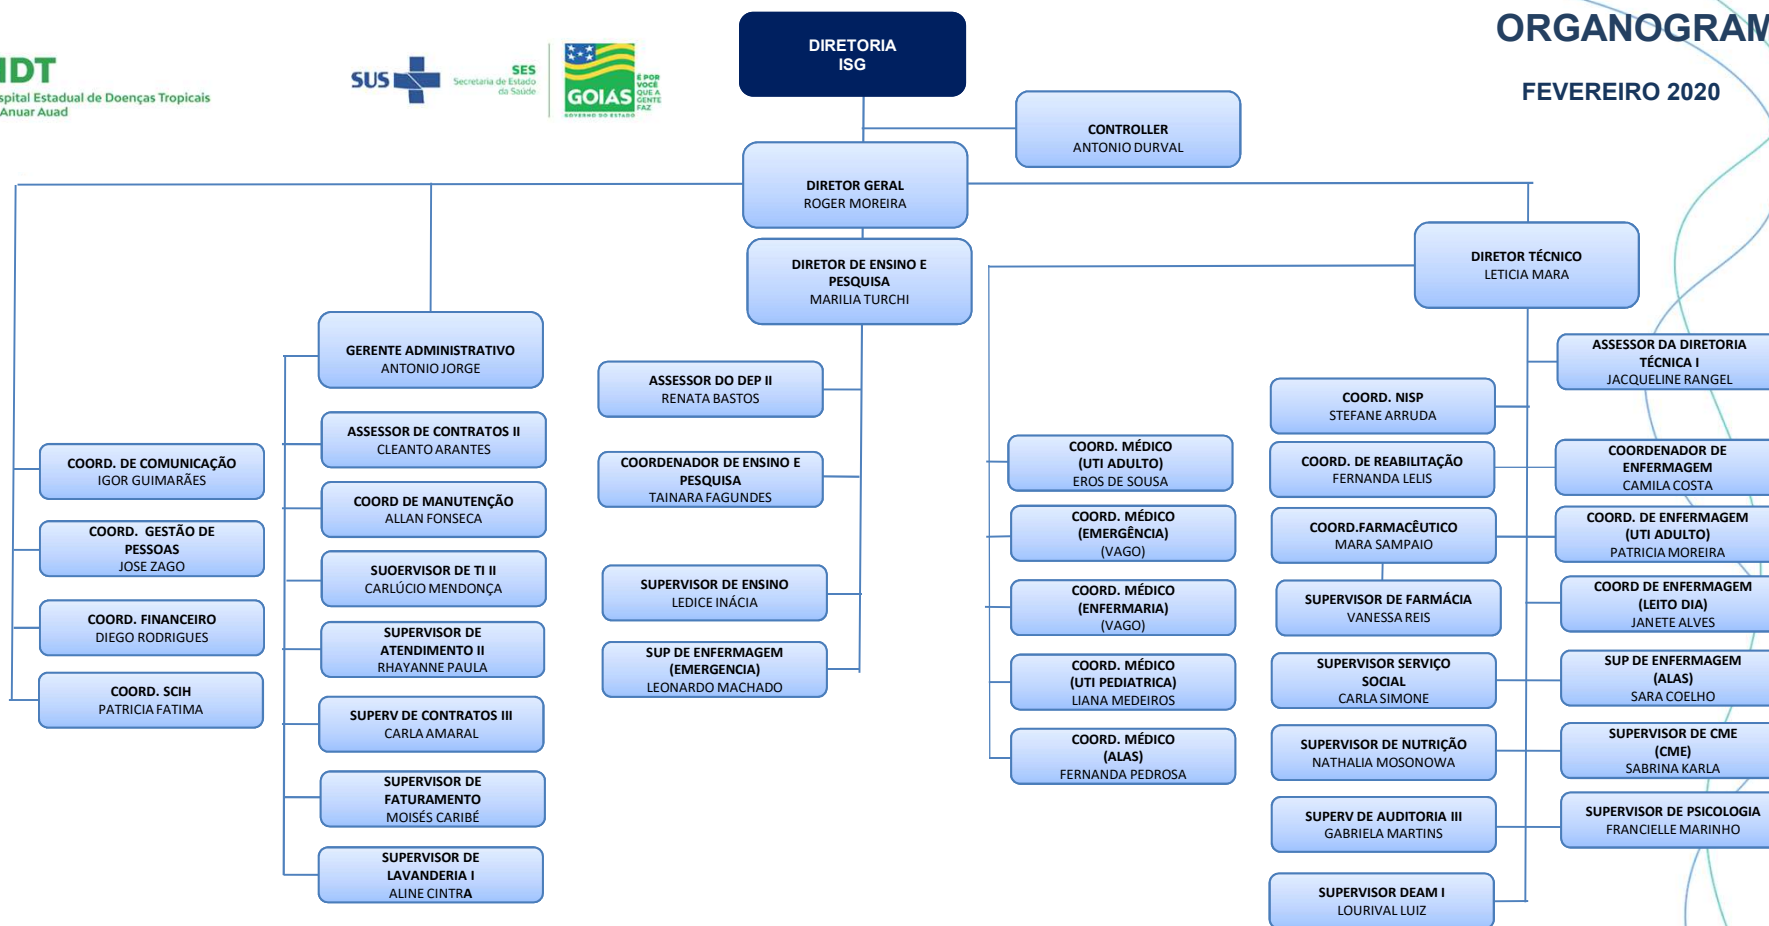 DIRETORIA
ISG
ORGANOGRAM
FEVEREIRO 2020
IDT
spital Estadual de Doenças Tropicais
Anuar Auad
SUS
SES
Secretaria de Estado
da Saúde
GOIÁS
GOVERNO DO ESTADO
É POR
VOCÊ
QUE A
GENTE
FAZ
CONTROLLER
ANTONIO DURVAL
DIRETOR GERAL
ROGER MOREIRA
DIRETOR DE ENSINO E
PESQUISA
MARILIA TURCHI
DIRETOR TÉCNICO
LETICIA MARA
COORD. DE COMUNICAÇÃO
IGOR GUIMARÃES
COORD. GESTÃO DE
PESSOAS
JOSE ZAGO
COORD. FINANCEIRO
DIEGO RODRIGUES
COORD. SCIH
PATRICIA FATIMA
GERENTE ADMINISTRATIVO
ANTONIO JORGE
ASSESSOR DE CONTRATOS II
CLEANTO ARANTES
COORD DE MANUTENÇÃO
ALLAN FONSECA
SUOERVISOR DE TI II
CARLÚCIO MENDONÇA
SUPERVISOR DE
ATENDIMENTO II
RHAYANNE PAULA
SUPERV DE CONTRATOS III
CARLA AMARAL
SUPERVISOR DE
FATURAMENTO
MOISÉS CARIBÉ
SUPERVISOR DE
LAVANDERIA I
ALINE CINTRA
ASSESSOR DO DEP II
RENATA BASTOS
COORDENADOR DE ENSINO E
PESQUISA
TAINARA FAGUNDES
SUPERVISOR DE ENSINO
LEDICE INÁCIA
SUP DE ENFERMAGEM
(EMERGENCIA)
LEONARDO MACHADO
COORD. MÉDICO
(UTI ADULTO)
EROS DE SOUSA
COORD. MÉDICO
(EMERGÊNCIA)
(VAGO)
COORD. MÉDICO
(ENFERMARIA)
(VAGO)
COORD. MÉDICO
(UTI PEDIATRICA)
LIANA MEDEIROS
COORD. MÉDICO
(ALAS)
FERNANDA PEDROSA
COORD. NISP
STEFANE ARRUDA
COORD. DE REABILITAÇÃO
FERNANDA LELIS
COORD.FARMACÊUTICO
MARA SAMPAIO
SUPERVISOR DE FARMÁCIA
VANESSA REIS
SUPERVISOR SERVIÇO
SOCIAL
CARLA SIMONE
SUPERVISOR DE NUTRIÇÃO
NATHALIA MOSONOWA
SUPERV DE AUDITORIA III
GABRIELA MARTINS
SUPERVISOR DEAM I
LOURIVAL LUIZ
ASSESSOR DA DIRETORIA
TÉCNICA I
JACQUELINE RANGEL
COORDENADOR DE
ENFERMAGEM
CAMILA COSTA
COORD. DE ENFERMAGEM
(UTI ADULTO)
PATRICIA MOREIRA
COORD DE ENFERMAGEM
(LEITO DIA)
JANETE ALVES
SUP DE ENFERMAGEM
(ALAS)
SARA COELHO
SUPERVISOR DE CME
(CME)
SABRINA KARLA
SUPERVISOR DE PSICOLOGIA
FRANCIELLE MARINHO